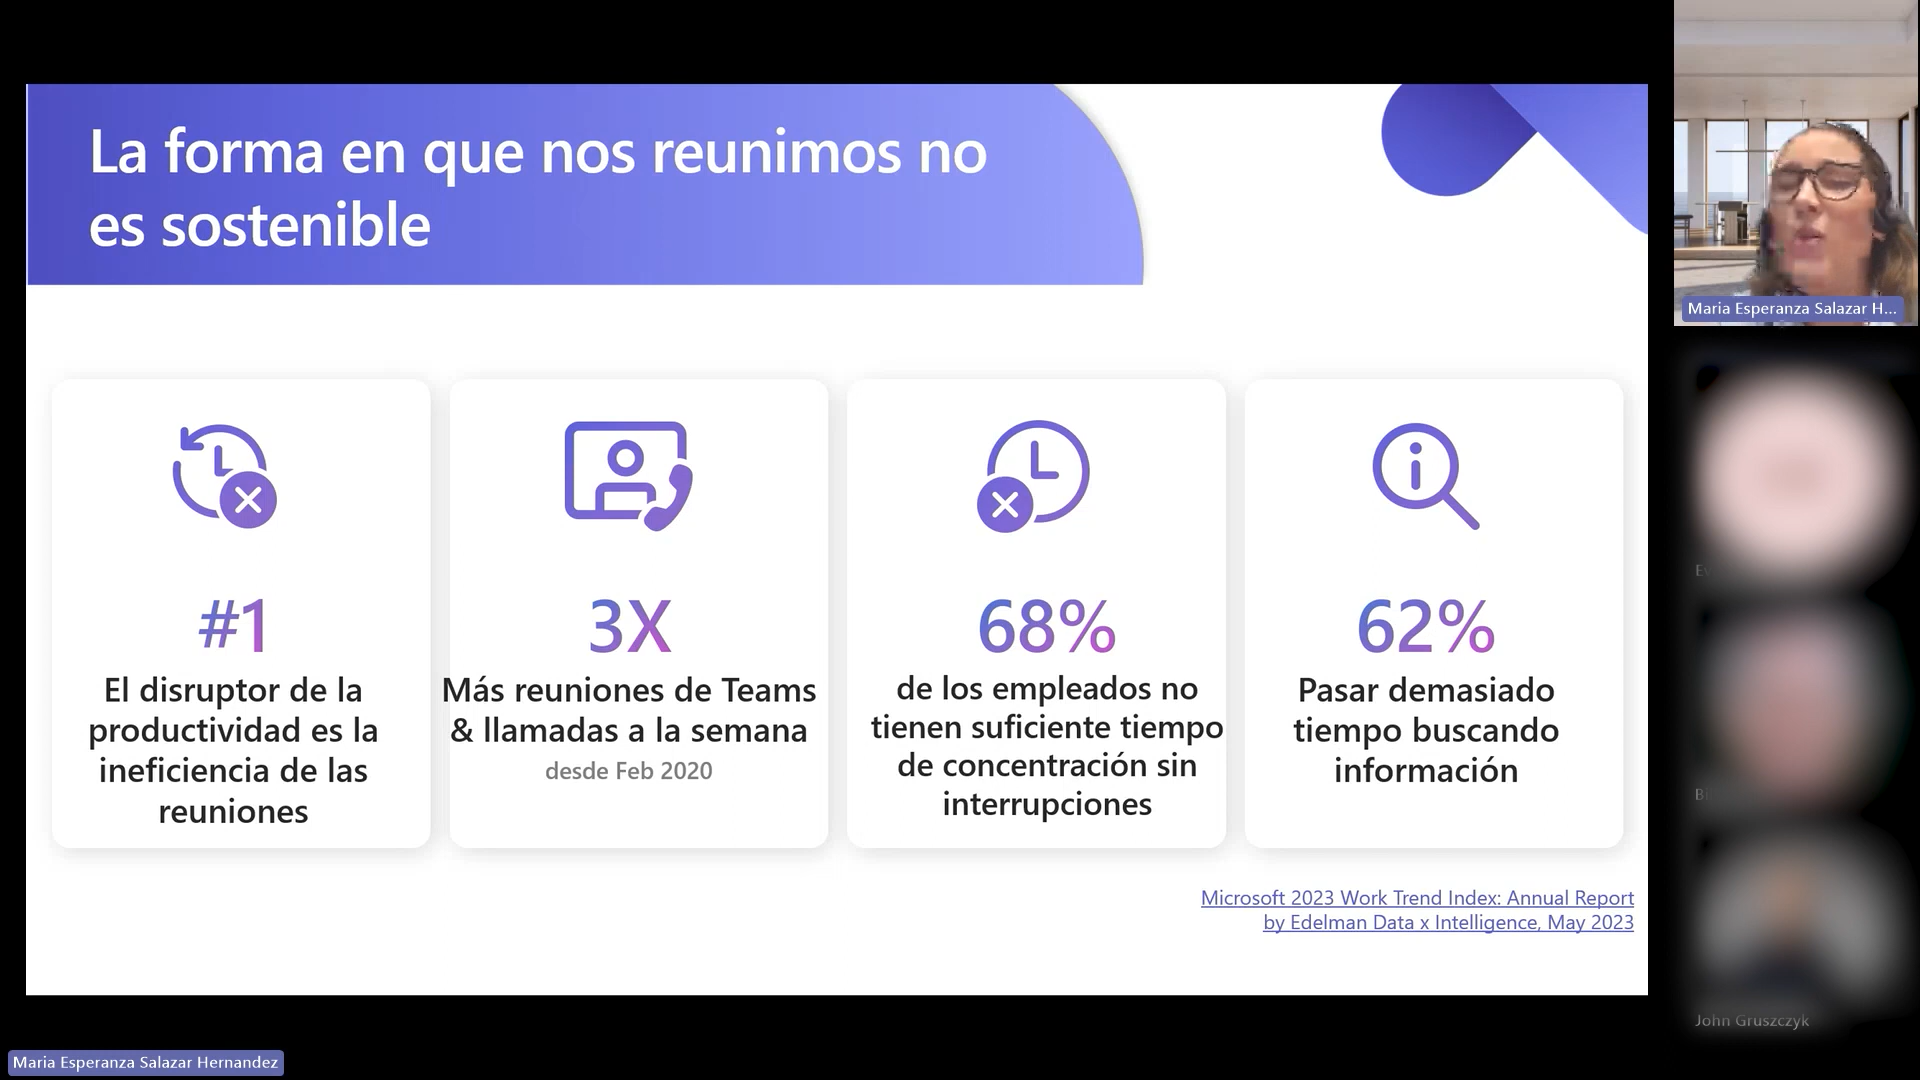 La forma en que nos reunimos no
es sostenible
#1
El disruptor de la
productividad es la
ineficiencia de las
reuniones
3X
Más reuniones de Teams
& llamadas a la semana
desde Feb 2020
68%
de los empleados no
tienen suficiente tiempo
de concentración sin
interrupciones
62%
Pasar demasiado
tiempo buscando
información
Microsoft 2023 Work Trend Index: Annual Report
by Edelman Data x Intelligence, May 2023
Maria Esperanza Salazar H...
John Gruszczyk
Maria Esperanza Salazar Hernandez